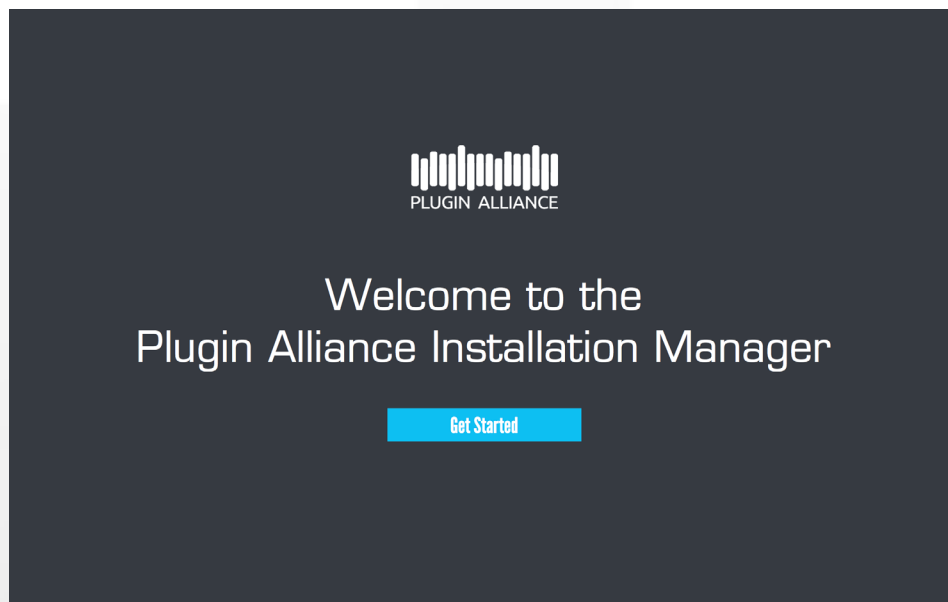 PLUGIN ALLIANCE
Welcome to the
Plugin Alliance Installation Manager
Get Started